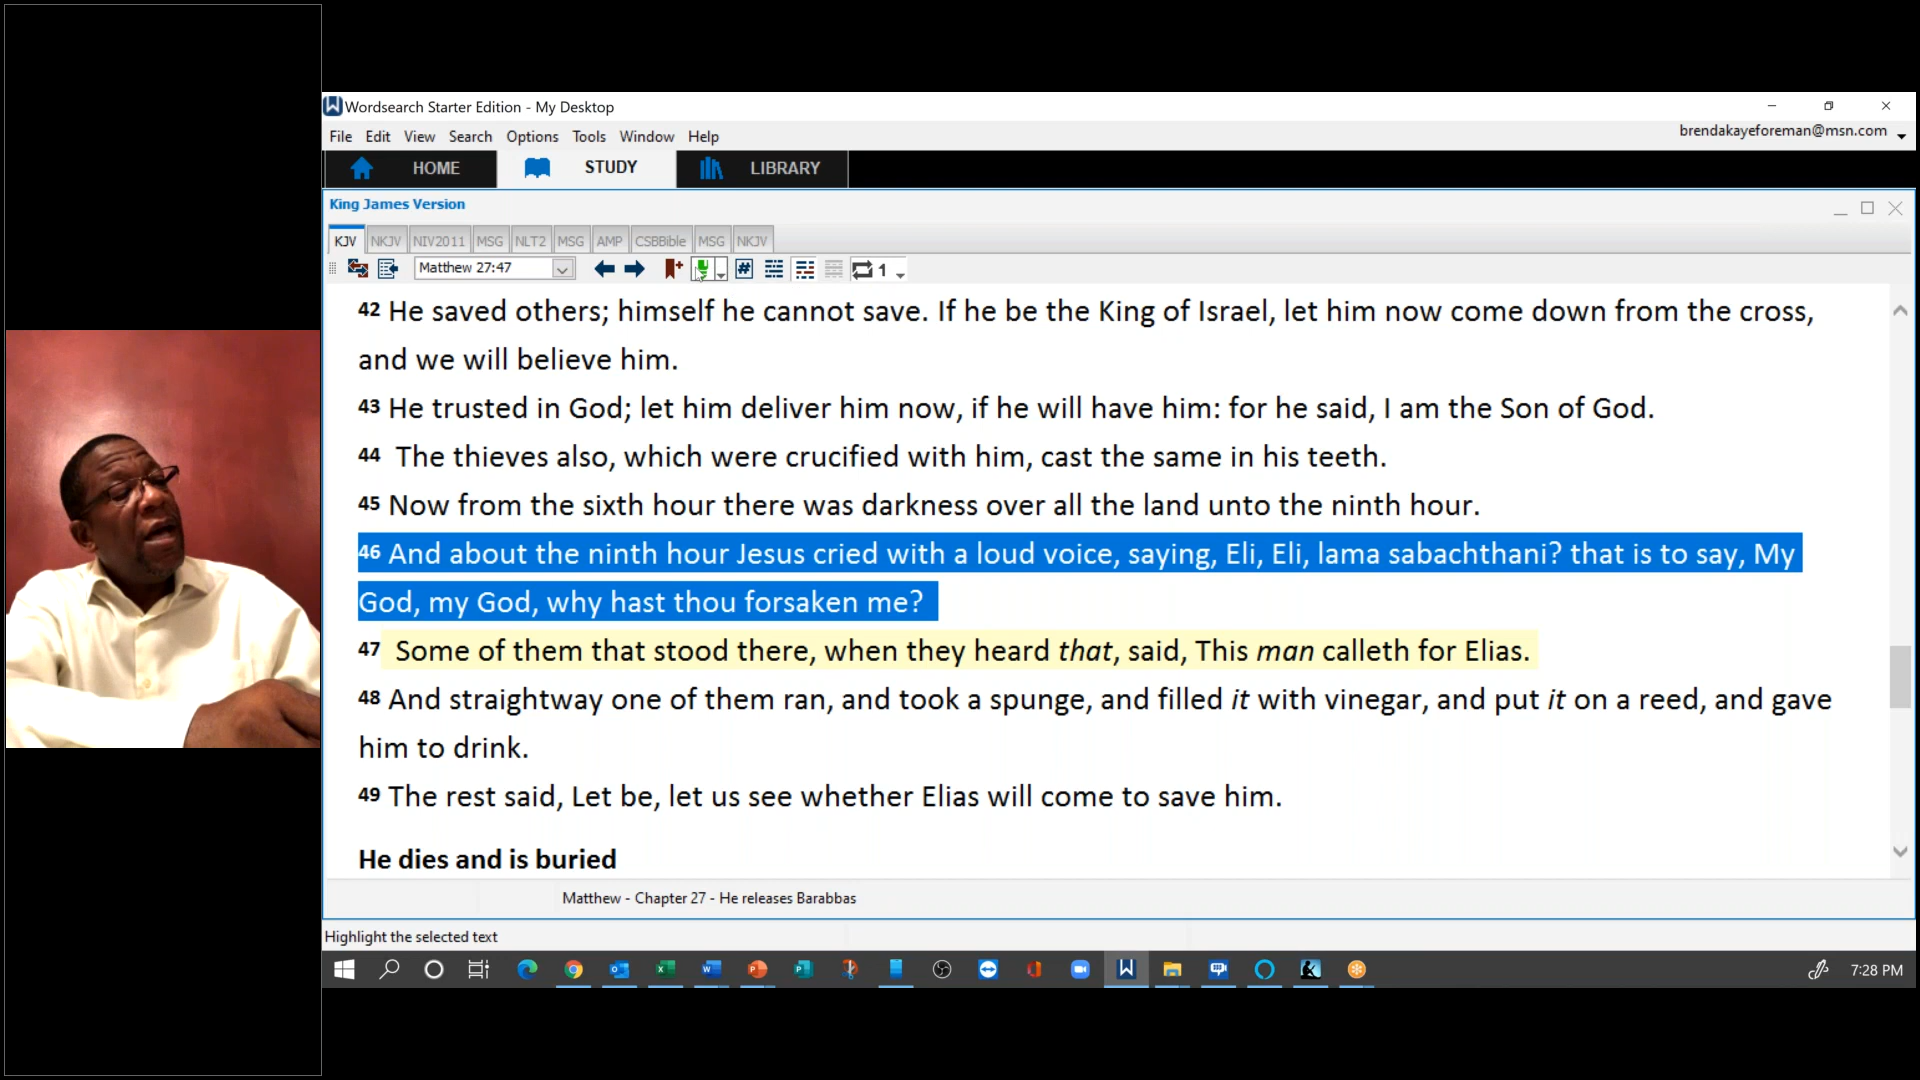 Wordsearch Starter Edition - My Desktop
File Edit View Search Options Tools Window Help
brendakayeforeman@msn.com
HOME STUDY LIBRARY
King James Version
KJV NKJV NIV2011 MSG NLT2 MSG AMP CSBBible MSG NKJV
Matthew 27:47 # 1
42 He saved others; himself he cannot save. If he be the King of Israel, let him now come down from the cross,
and we will believe him.
43 He trusted in God; let him deliver him now, if he will have him: for he said, I am the Son of God.
44 The thieves also, which were crucified with him, cast the same in his teeth.
45 Now from the sixth hour there was darkness over all the land unto the ninth hour.
46 And about the ninth hour Jesus cried with a loud voice, saying, Eli, Eli, lama sabachthani? that is to say, My
God, my God, why hast thou forsaken me?
47 Some of them that stood there, when they heard that, said, This man calleth for Elias.
48 And straightway one of them ran, and took a spunge, and filled it with vinegar, and put it on a reed, and gave
him to drink.
49 The rest said, Let be, let us see whether Elias will come to save him.
He dies and is buried
Matthew - Chapter 27 - He releases Barabbas
Highlight the selected text
7:28 PM